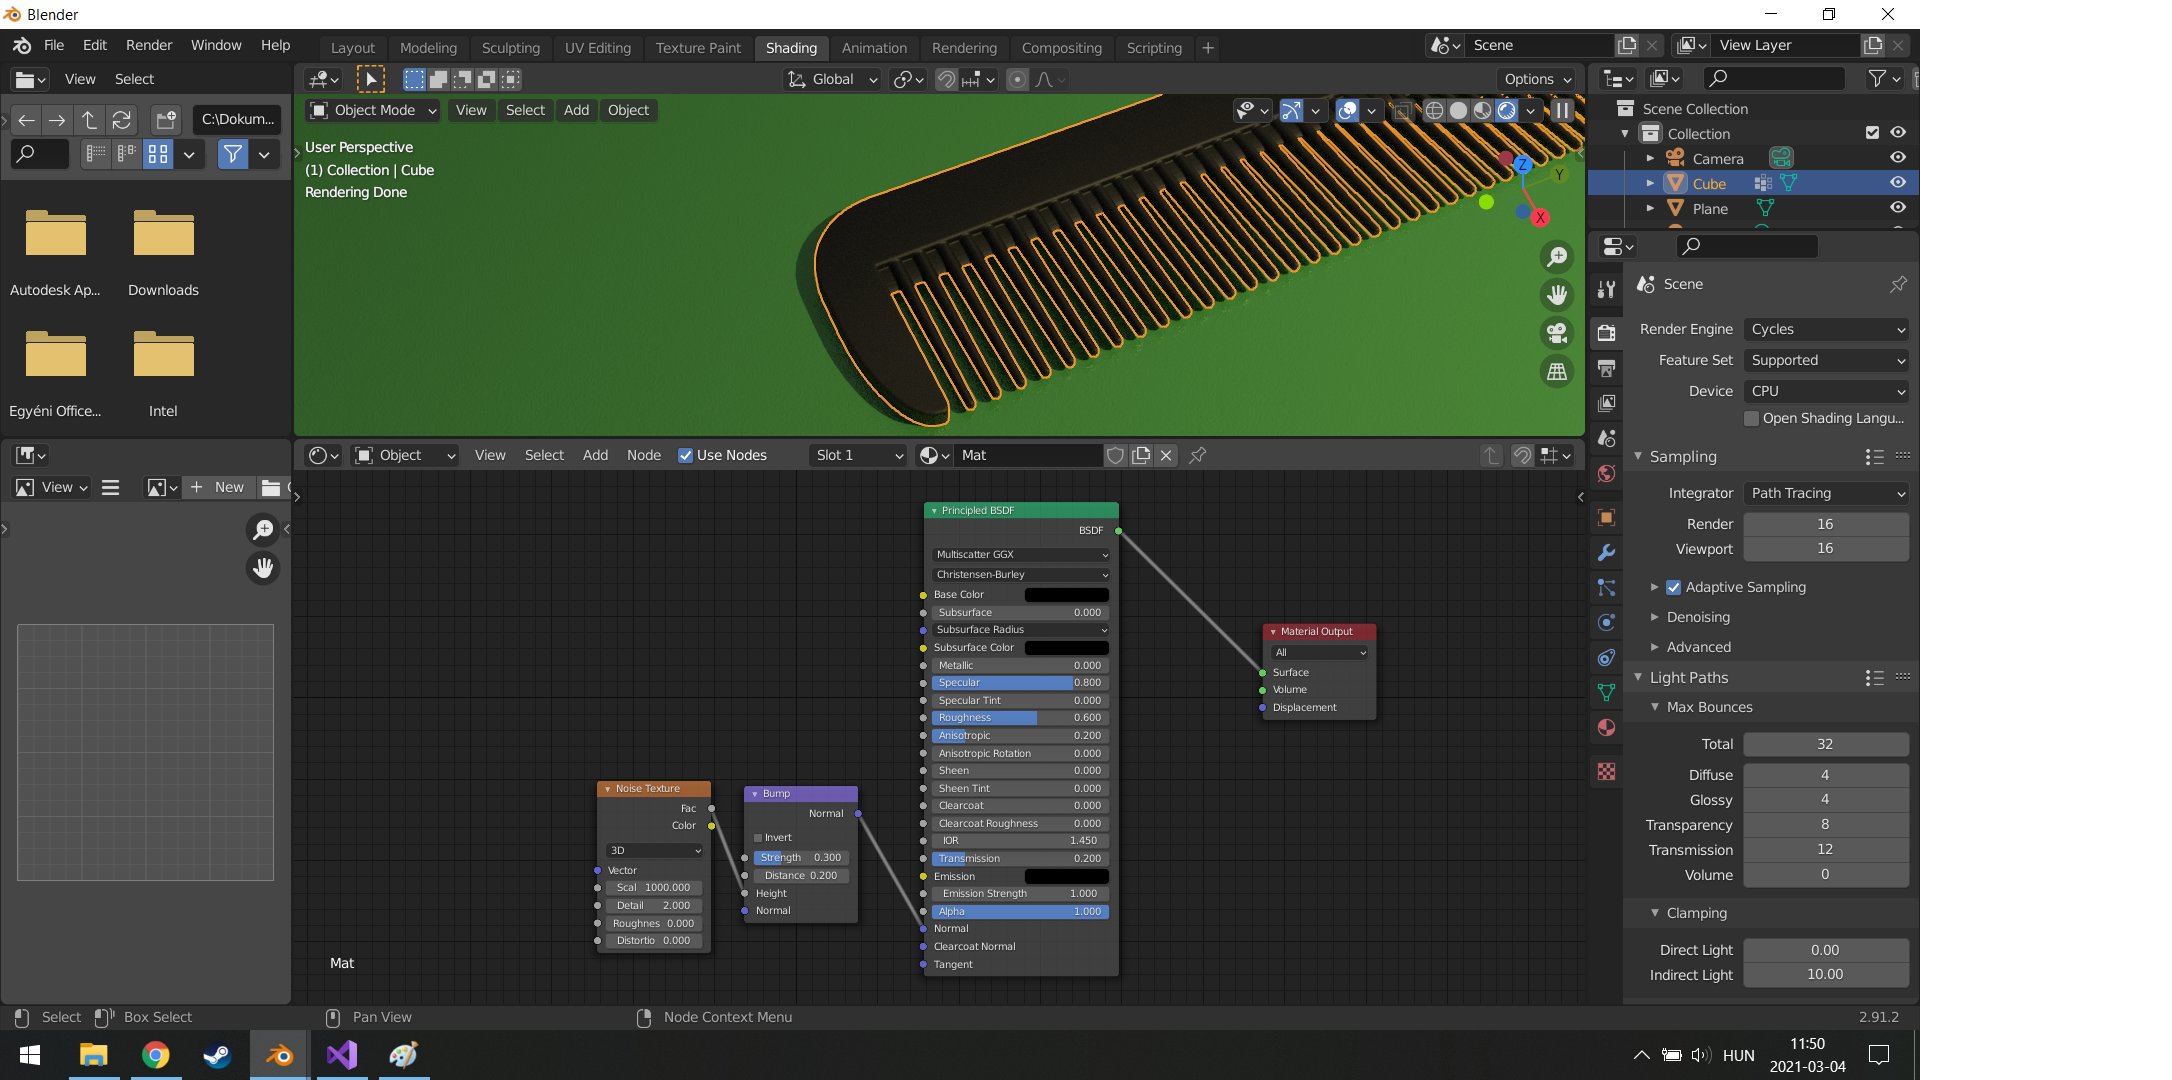 Blender
File Edit Render Window Help
Layout Modeling Sculpting UV Editing Texture Paint Shading Animation Rendering Compositing Scripting +
Scene
View Layer
View Select
Global
Options
C:\Dokum...
Object Mode View Select Add Object
User Perspective
(1) Collection | Cube
Rendering Done
Z
Y
X
Autodesk Ap...
Downloads
Egyéni Office...
Intel
Scene Collection
Collection
Camera
Cube
Plane
Scene
Render Engine Cycles
Feature Set Supported
Device CPU
Open Shading Langu...
Sampling
Integrator Path Tracing
Render 16
Viewport 16
Adaptive Sampling
Denoising
Advanced
Light Paths
Max Bounces
Total 32
Diffuse 4
Glossy 4
Transparency 8
Transmission 12
Volume 0
Clamping
Direct Light 0.00
Indirect Light 10.00
View
+ New
Object View Select Add Node Use Nodes Slot 1 Mat
Principled BSDF
BSDF
Multiscatter GGX
Christensen-Burley
Base Color
Subsurface 0.000
Subsurface Radius
Subsurface Color
Metallic 0.000
Specular 0.800
Specular Tint 0.000
Roughness 0.600
Anisotropic 0.200
Anisotropic Rotation 0.000
Sheen 0.000
Sheen Tint 0.000
Clearcoat 0.000
Clearcoat Roughness 0.000
IOR 1.450
Transmission 0.200
Emission
Emission Strength 1.000
Alpha 1.000
Normal
Clearcoat Normal
Tangent
Material Output
All
Surface
Volume
Displacement
Noise Texture
Fac
Color
3D
Vector
Scal 1000.000
Detail 2.000
Roughnes 0.000
Distortio 0.000
Bump
Normal
Invert
Strength 0.300
Distance 0.200
Height
Normal
Mat
Select Box Select Pan View Node Context Menu 2.91.2
HUN
11:50
2021-03-04